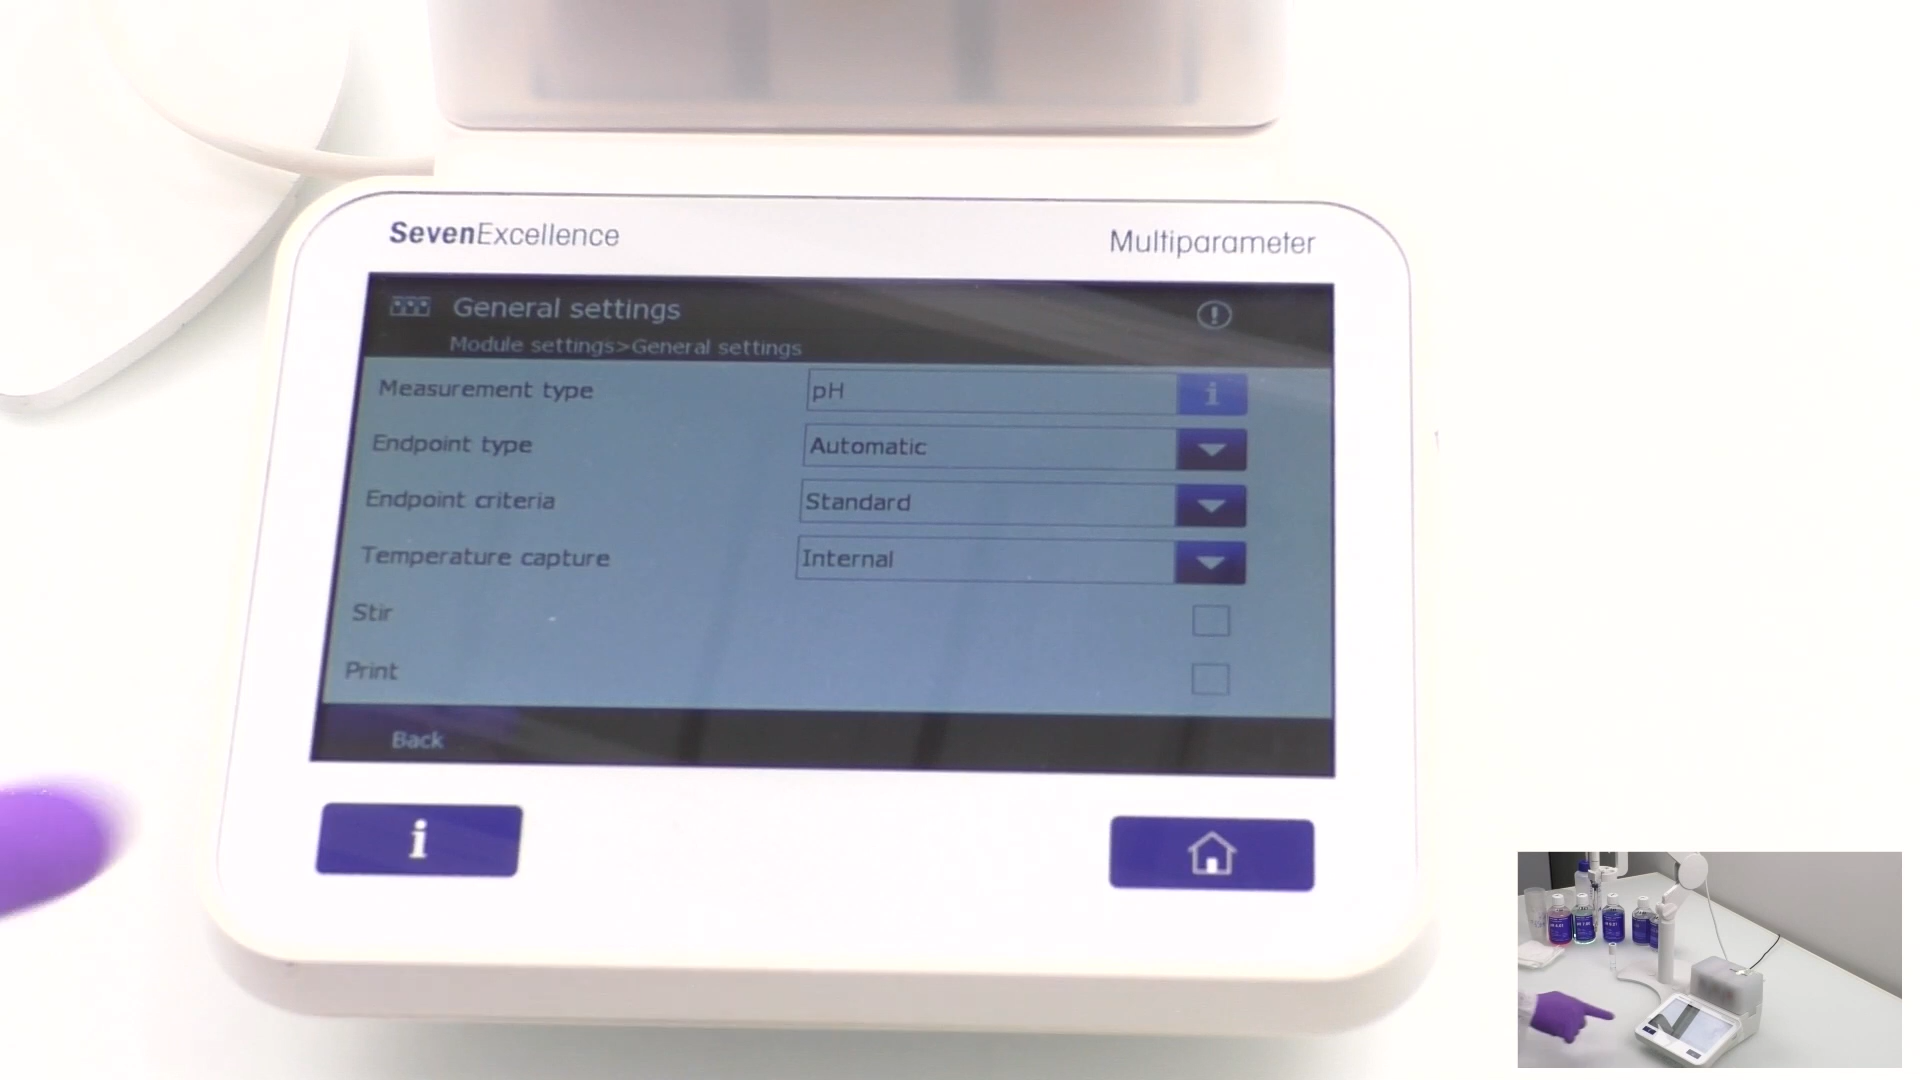 SevenExcellence
Multiparameter
General settings
Module settings>General settings
Measurement type
pH
i
Endpoint type
Automatic
Endpoint criteria
Standard
Temperature capture
Internal
Stir
Print
Back
i